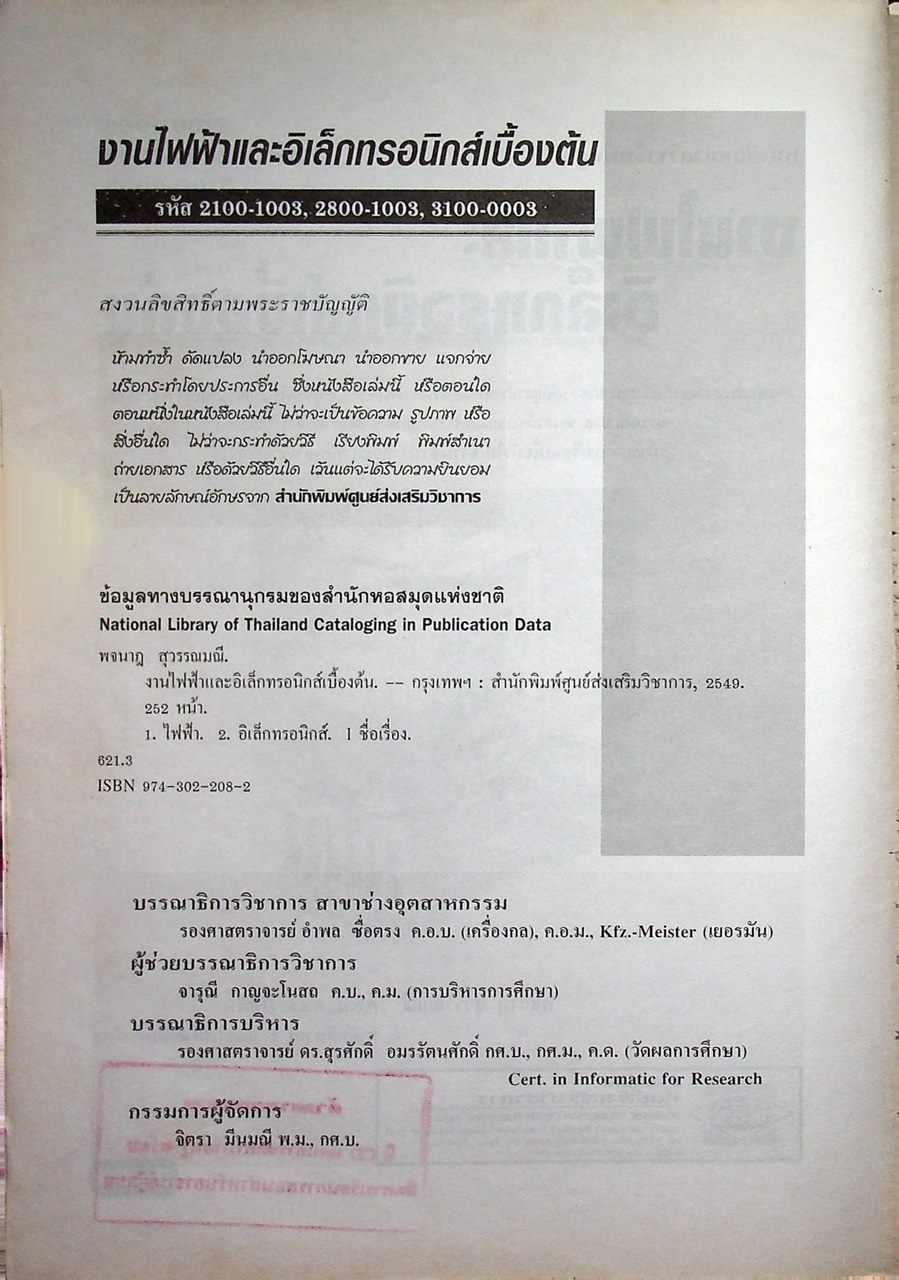 งานไฟฟ้าและอิเล็กทรอนิกส์เบื้องต้น
รหัส 2100-1003, 2800-1003, 3100-0003
สงวนลิขสิทธิ์ตามพระราชบัญญัติ
ห้ามทำซ้ำ ดัดแปลง นำออกโฆษณา นำออกขาย แจกจ่าย
หรือกระทำโดยประการอื่น ซึ่งหนังสือเล่มนี้ หรือตอนใด
ตอนหนึ่งในหนังสือเล่มนี้ ไม่ว่าจะเป็นข้อความ รูปภาพ หรือ
สิ่งอื่นใด ไม่ว่าจะกระทำด้วยวิธี เรียงพิมพ์ พิมพ์สำเนา
ถ่ายเอกสาร หรือด้วยวิธีอื่นใด เว้นแต่จะได้รับความยินยอม
เป็นลายลักษณ์อักษรจาก สำนักพิมพ์ศูนย์ส่งเสริมวิชาการ
ข้อมูลทางบรรณานุกรมของสำนักหอสมุดแห่งชาติ
National Library of Thailand Cataloging in Publication Data
พจนาฎ สุวรรณมณี.
งานไฟฟ้าและอิเล็กทรอนิกส์เบื้องต้น. -- กรุงเทพฯ : สำนักพิมพ์ศูนย์ส่งเสริมวิชาการ, 2549.
252 หน้า.
1. ไฟฟ้า. 2. อิเล็กทรอนิกส์. I ชื่อเรื่อง.
621.3
ISBN 974-302-208-2
บรรณาธิการวิชาการ สาขาช่างอุตสาหกรรม
รองศาสตราจารย์ อำพล ซื่อตรง ค.อ.บ. (เครื่องกล), ค.อ.ม., Kfz.-Meister (เยอรมัน)
ผู้ช่วยบรรณาธิการวิชาการ
จารุณี กาญจะโนสถ ค.บ., ค.ม. (การบริหารการศึกษา)
บรรณาธิการบริหาร
รองศาสตราจารย์ ดร.สุรศักดิ์ อมรรัตนศักดิ์ กศ.บ., กศ.ม., ค.ด. (วัดผลการศึกษา)
Cert. in Informatic for Research
กรรมการผู้จัดการ
จิตรา มีนมณี พ.ม., กศ.บ.